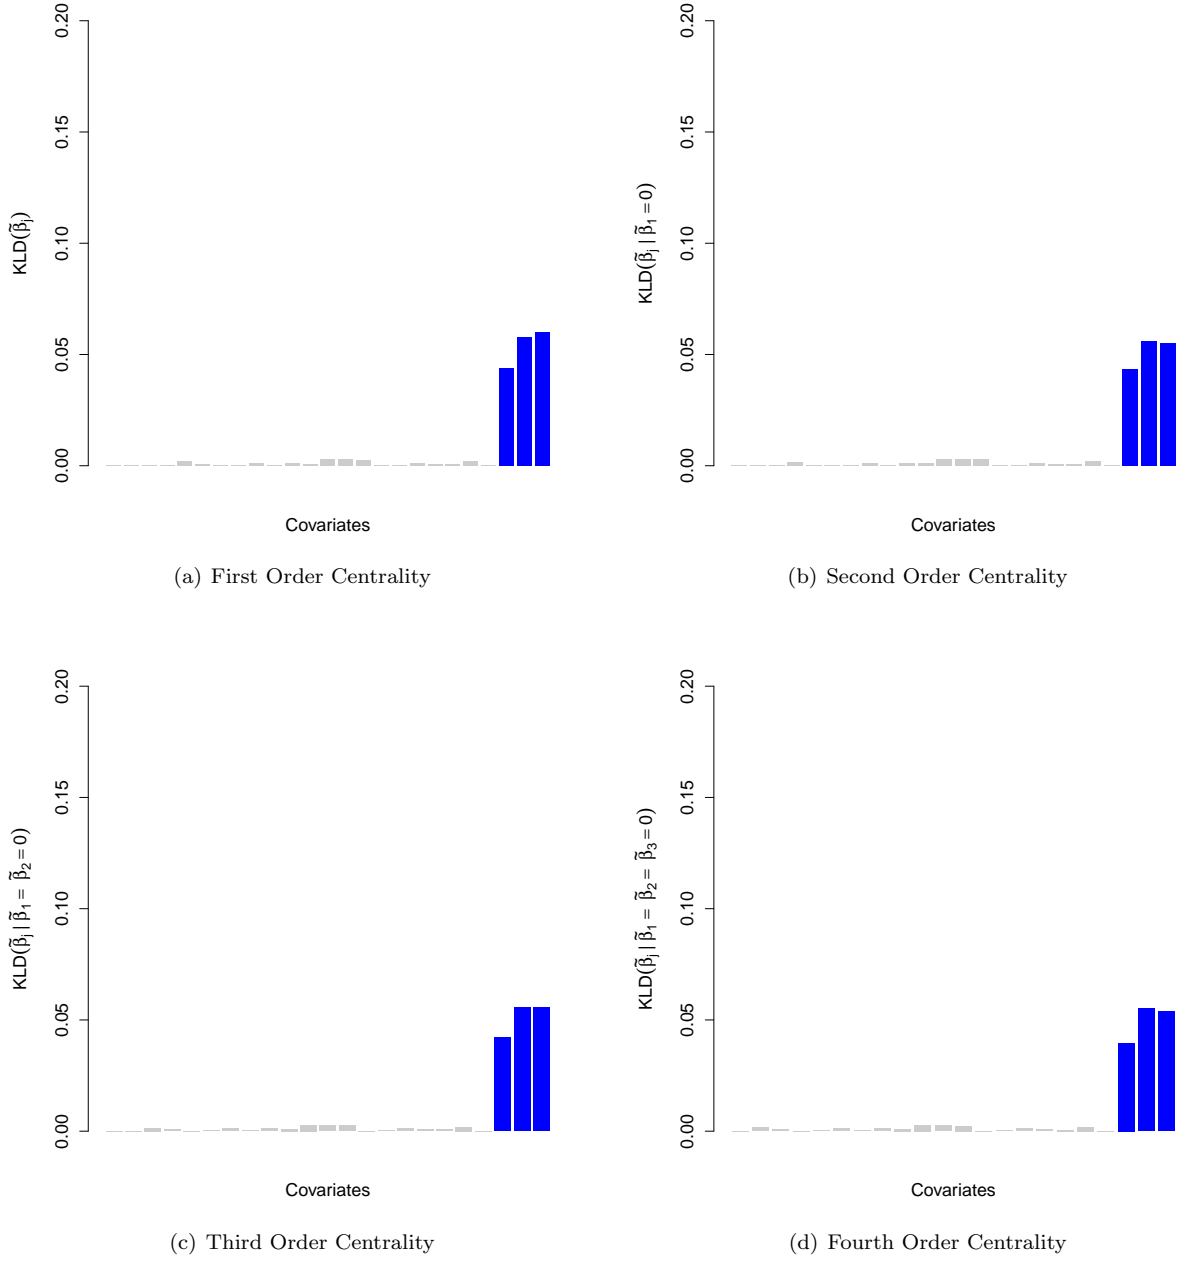 0.20
0.15
0.10
0.05
0.00
KLD(β̃j)
Covariates
(a) First Order Centrality
0.20
0.15
0.10
0.05
0.00
KLD(β̃j | β̃1 = 0)
Covariates
(b) Second Order Centrality
0.20
0.15
0.10
0.05
0.00
KLD(β̃j | β̃1 = β̃2 = 0)
Covariates
(c) Third Order Centrality
0.20
0.15
0.10
0.05
0.00
KLD(β̃j | β̃1 = β̃2 = β̃3 = 0)
Covariates
(d) Fourth Order Centrality